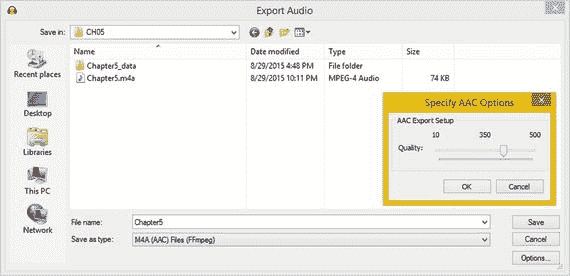 Export Audio
Save in: CH05
Name Date modified Type Size
Chapter5_data 8/29/2015 4:48 PM File folder
Chapter5.m4a 8/29/2015 10:11 PM MPEG-4 Audio 74 KB
Recent places
Desktop
Libraries
This PC
Network
Specify AAC Options
AAC Export Setup
10 350 500
Quality:
OK Cancel
File name: Chapter5 Save
Save as type: M4A (AAC) Files (FFmpeg) Cancel
Options...